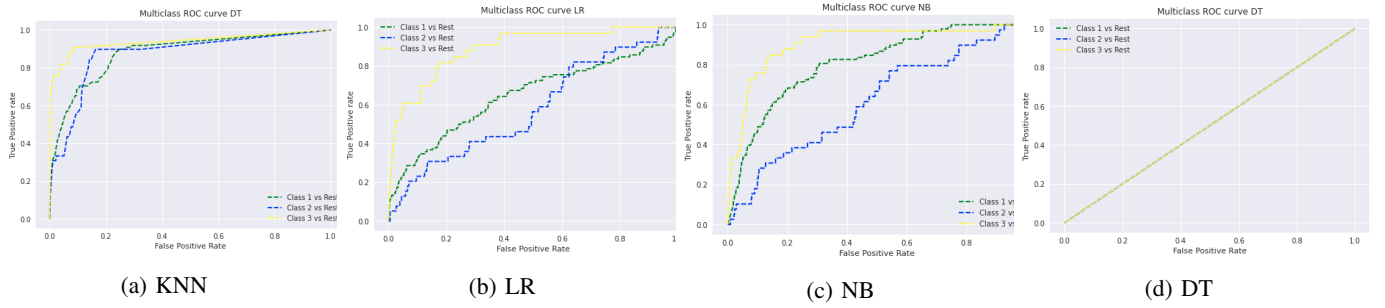 Multiclass ROC curve DT
True Positive rate
1.0
0.8
0.6
0.4
0.2
0.0
Class 1 vs Rest
Class 2 vs Rest
Class 3 vs Rest
0.0 0.2 0.4 0.6 0.8 1.0
False Positive Rate
(a) KNN
Multiclass ROC curve LR
True Positive rate
1.0
0.8
0.6
0.4
0.2
0.0
Class 1 vs Rest
Class 2 vs Rest
Class 3 vs Rest
0.0 0.2 0.4 0.6 0.8 1
False Positive Rate
(b) LR
Multiclass ROC curve NB
True Positive rate
1.0
0.8
0.6
0.4
0.2
0.0
Class 1 vs
Class 2 vs
Class 3 vs
0.0 0.2 0.4 0.6 0.8
False Positive Rate
(c) NB
Multiclass ROC curve DT
True Positive rate
1.0
0.8
0.6
0.4
0.2
0.0
Class 1 vs Rest
Class 2 vs Rest
Class 3 vs Rest
0.0 0.2 0.4 0.6 0.8 1.0
False Positive Rate
(d) DT